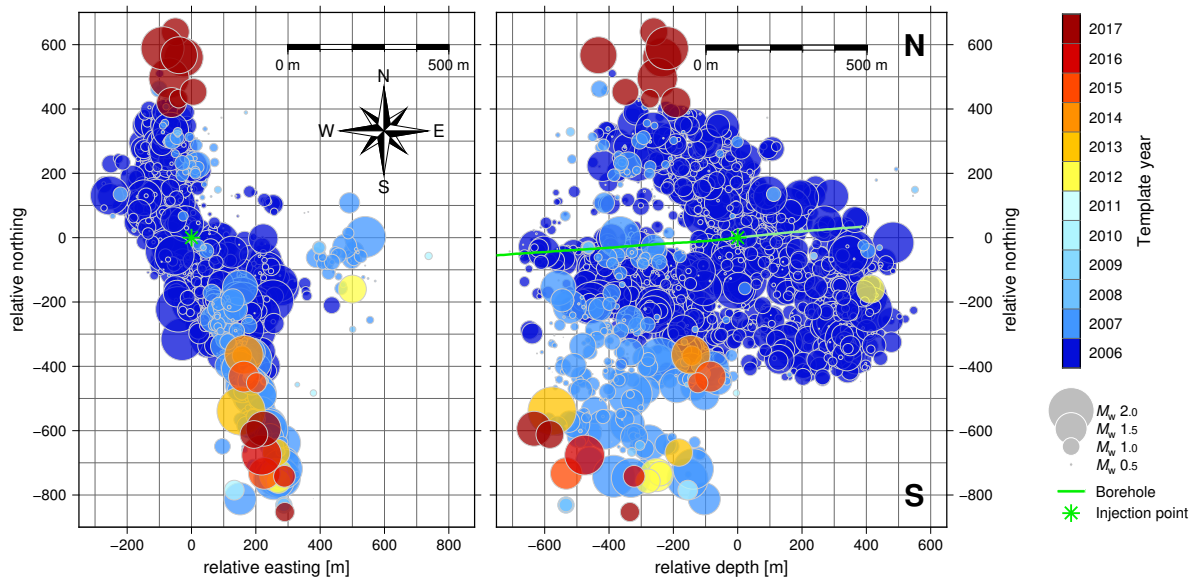 600
400
200
0
−200
−400
−600
−800
relative northing
−200 0 200 400 600 800
relative easting [m]
0 m 500 m
N
W E
S
N
0 m 500 m
S
−600 −400 −200 0 200 400 600
relative depth [m]
600
400
200
0
−200
−400
−600
−800
relative northing
2017
2016
2015
2014
2013
2012
2011
2010
2009
2008
2007
2006
Template year
Mw 2.0
Mw 1.5
Mw 1.0
Mw 0.5
Borehole
Injection point